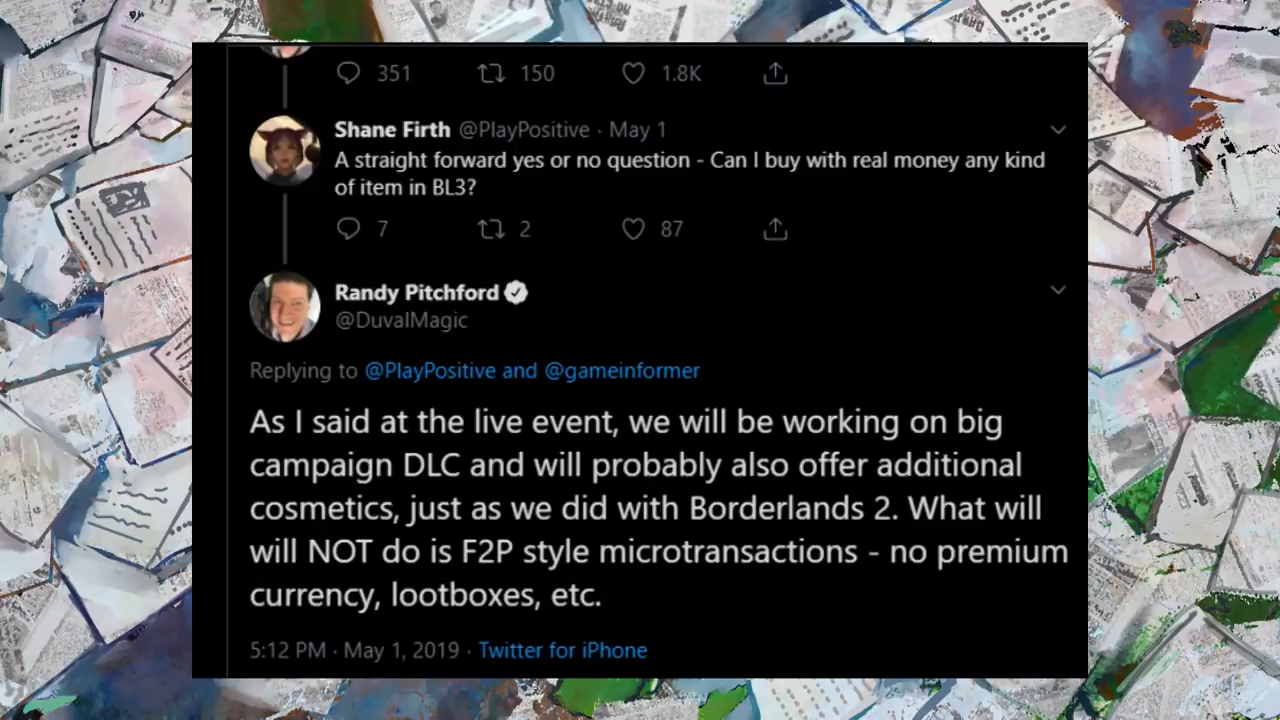 351 150 1.8K
Shane Firth @PlayPositive · May 1
A straight forward yes or no question - Can I buy with real money any kind
of item in BL3?
7 2 87
Randy Pitchford
@DuvalMagic
Replying to @PlayPositive and @gameinformer
As I said at the live event, we will be working on big
campaign DLC and will probably also offer additional
cosmetics, just as we did with Borderlands 2. What will
will NOT do is F2P style microtransactions - no premium
currency, lootboxes, etc.
5:12 PM · May 1, 2019 · Twitter for iPhone